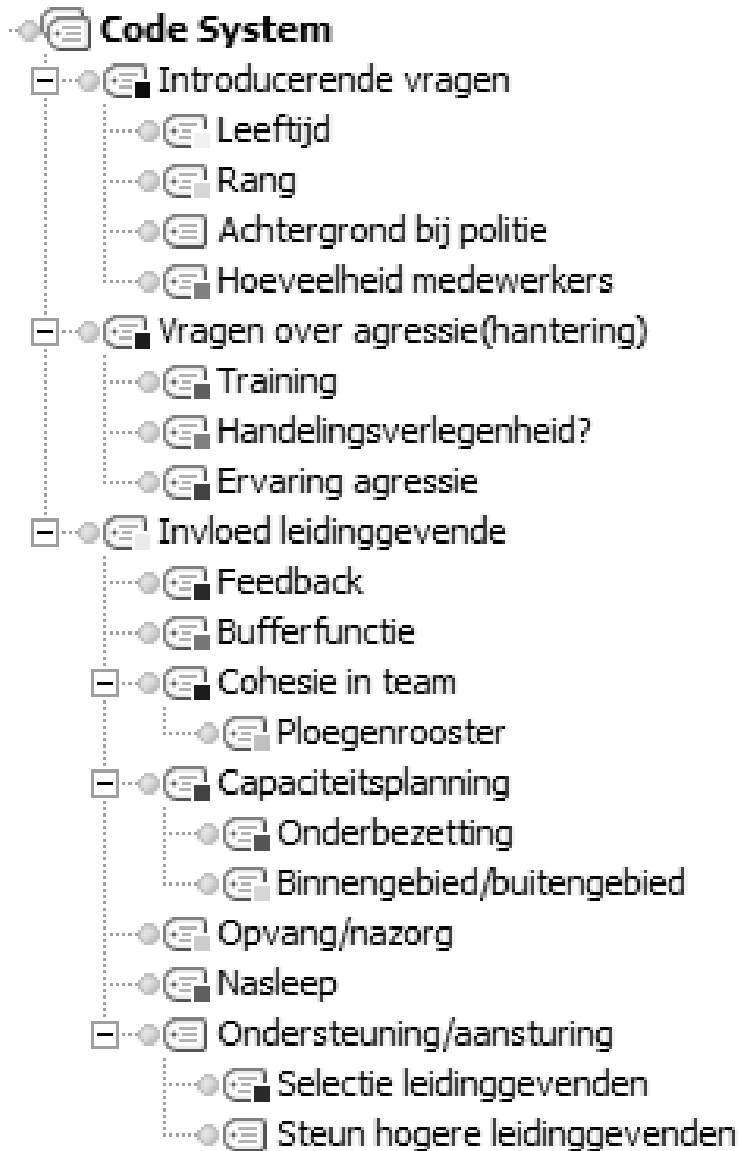 Code System
Introducerende vragen
Leeftijd
Rang
Achtergrond bij politie
Hoeveelheid medewerkers
Vragen over agressie(hantering)
Training
Handelingsverlegenheid?
Ervaring agressie
Invloed leidinggevende
Feedback
Bufferfunctie
Cohesie in team
Ploegenrooster
Capaciteitsplanning
Onderbezetting
Binnengebied/buitengebied
Opvang/nazorg
Nasleep
Ondersteuning/aansturing
Selectie leidinggevenden
Steun hogere leidinggevenden